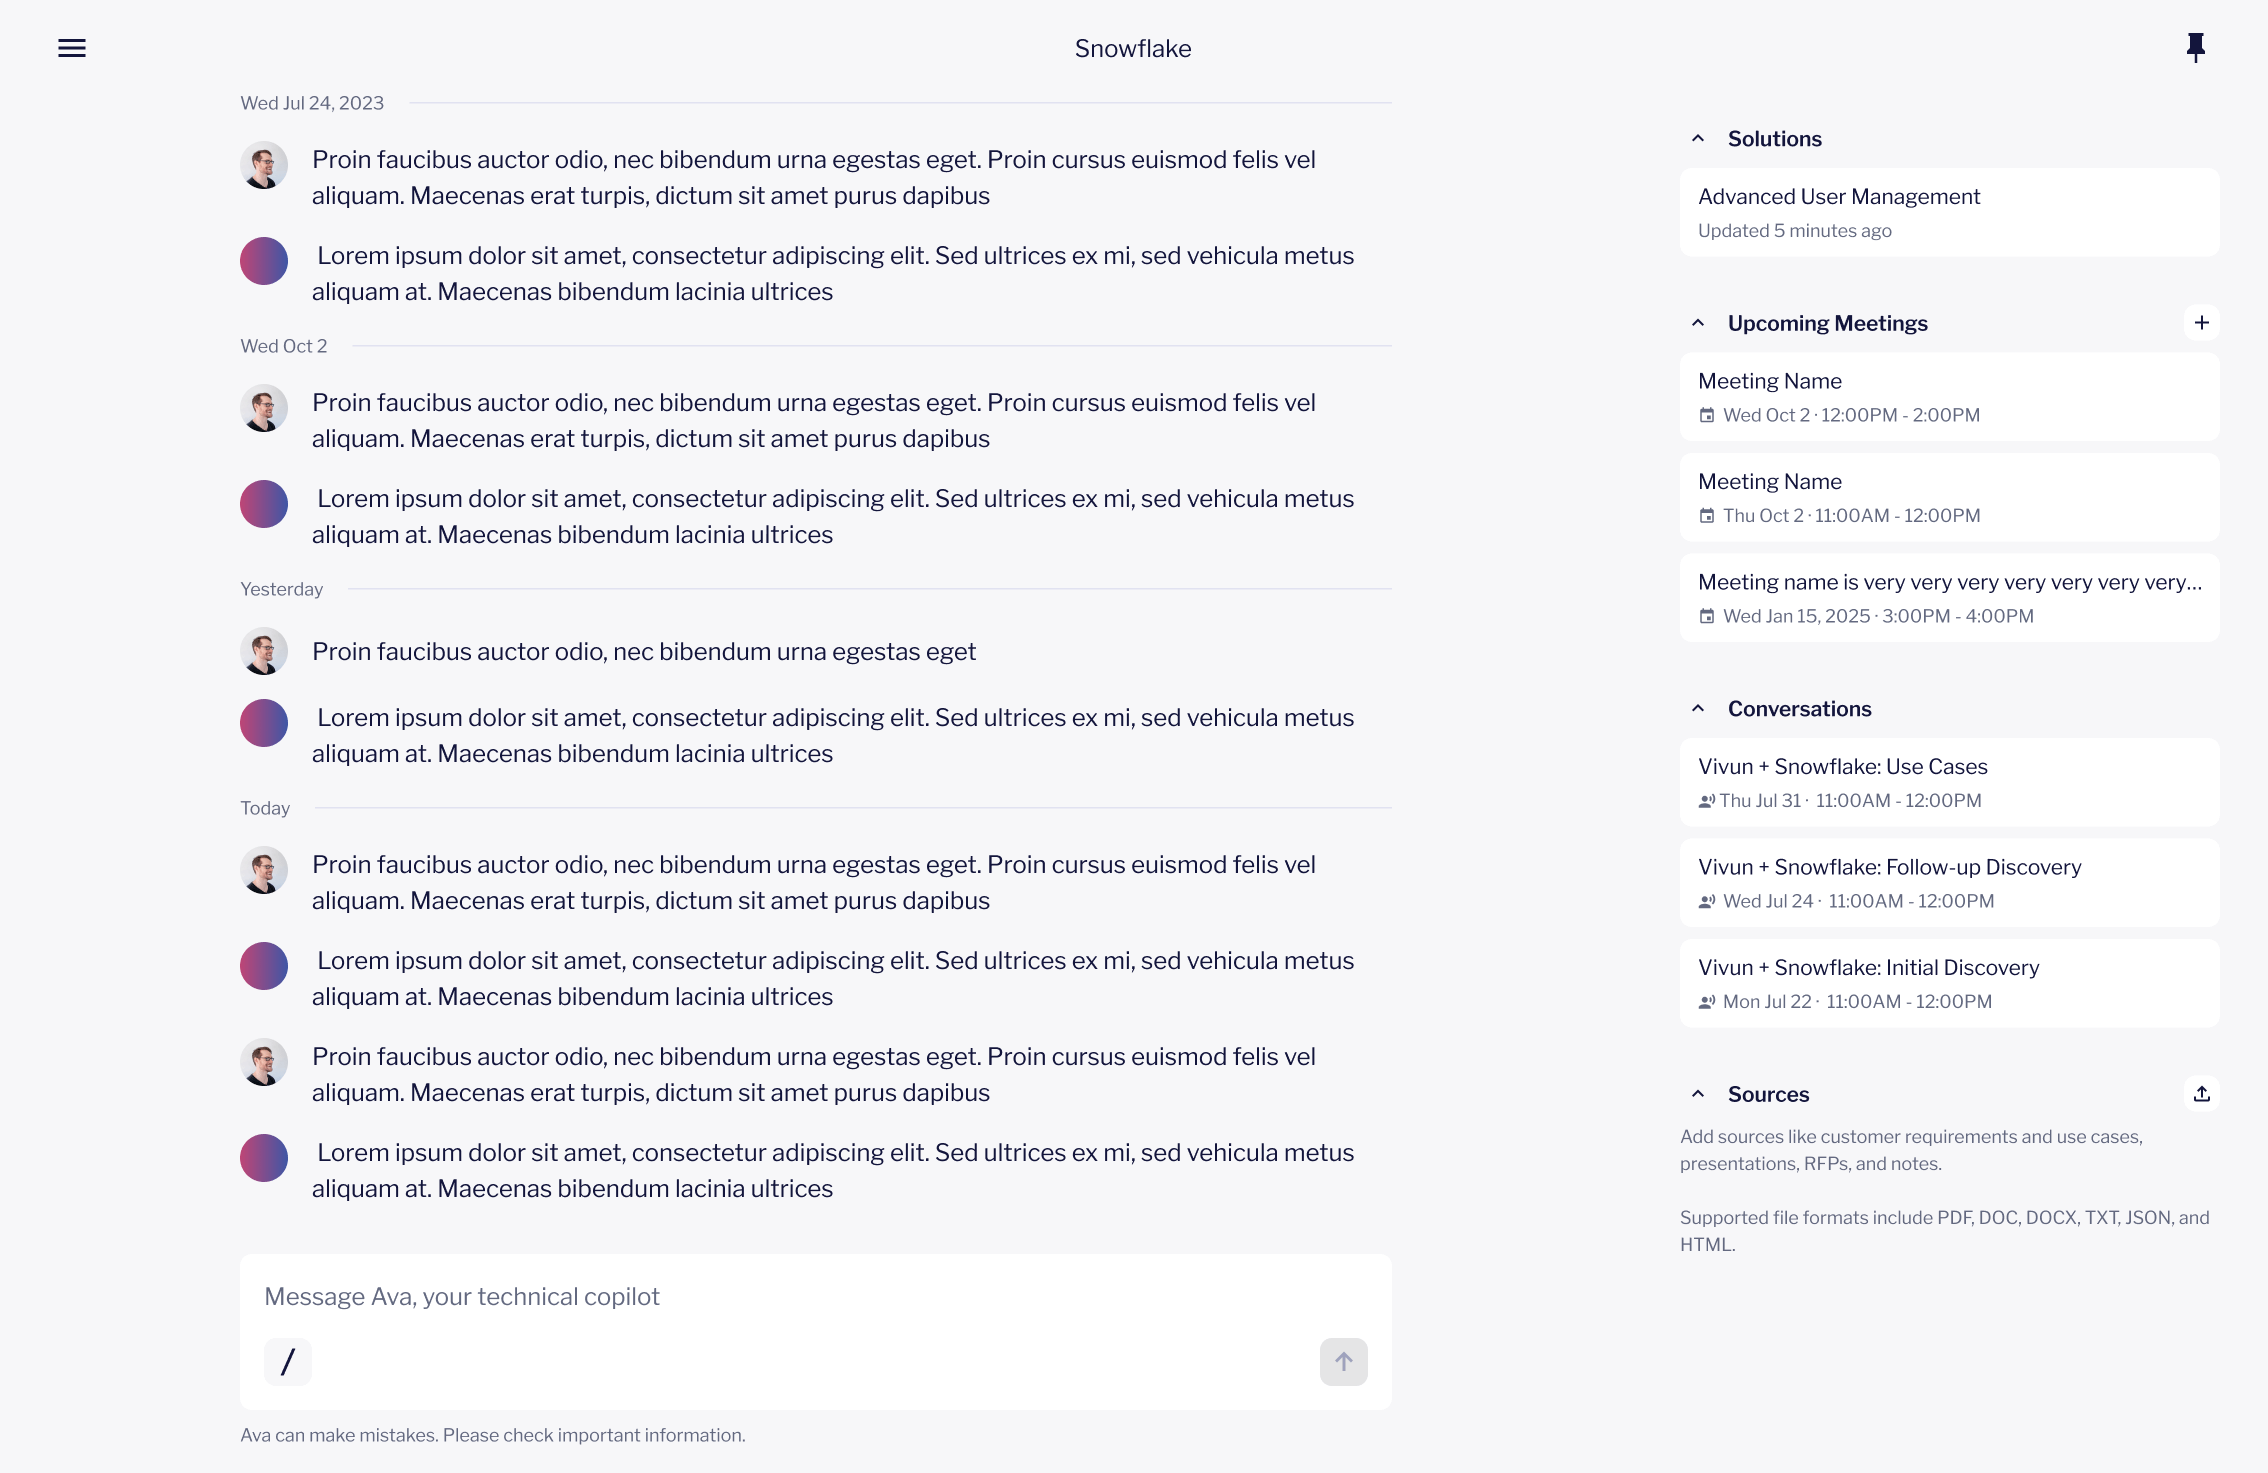 Snowflake
Wed Jul 24, 2023
Proin faucibus auctor odio, nec bibendum urna egestas eget. Proin cursus euismod felis vel
aliquam. Maecenas erat turpis, dictum sit amet purus dapibus
Lorem ipsum dolor sit amet, consectetur adipiscing elit. Sed ultrices ex mi, sed vehicula metus
aliquam at. Maecenas bibendum lacinia ultrices
Wed Oct 2
Proin faucibus auctor odio, nec bibendum urna egestas eget. Proin cursus euismod felis vel
aliquam. Maecenas erat turpis, dictum sit amet purus dapibus
Lorem ipsum dolor sit amet, consectetur adipiscing elit. Sed ultrices ex mi, sed vehicula metus
aliquam at. Maecenas bibendum lacinia ultrices
Yesterday
Proin faucibus auctor odio, nec bibendum urna egestas eget
Lorem ipsum dolor sit amet, consectetur adipiscing elit. Sed ultrices ex mi, sed vehicula metus
aliquam at. Maecenas bibendum lacinia ultrices
Today
Proin faucibus auctor odio, nec bibendum urna egestas eget. Proin cursus euismod felis vel
aliquam. Maecenas erat turpis, dictum sit amet purus dapibus
Lorem ipsum dolor sit amet, consectetur adipiscing elit. Sed ultrices ex mi, sed vehicula metus
aliquam at. Maecenas bibendum lacinia ultrices
Proin faucibus auctor odio, nec bibendum urna egestas eget. Proin cursus euismod felis vel
aliquam. Maecenas erat turpis, dictum sit amet purus dapibus
Lorem ipsum dolor sit amet, consectetur adipiscing elit. Sed ultrices ex mi, sed vehicula metus
aliquam at. Maecenas bibendum lacinia ultrices
Message Ava, your technical copilot
/
Ava can make mistakes. Please check important information.
Solutions
Advanced User Management
Updated 5 minutes ago
Upcoming Meetings
Meeting Name
Wed Oct 2 · 12:00PM - 2:00PM
Meeting Name
Thu Oct 2 · 11:00AM - 12:00PM
Meeting name is very very very very very very very...
Wed Jan 15, 2025 · 3:00PM - 4:00PM
Conversations
Vivun + Snowflake: Use Cases
Thu Jul 31 · 11:00AM - 12:00PM
Vivun + Snowflake: Follow-up Discovery
Wed Jul 24 · 11:00AM - 12:00PM
Vivun + Snowflake: Initial Discovery
Mon Jul 22 · 11:00AM - 12:00PM
Sources
Add sources like customer requirements and use cases,
presentations, RFPs, and notes.
Supported file formats include PDF, DOC, DOCX, TXT, JSON, and
HTML.